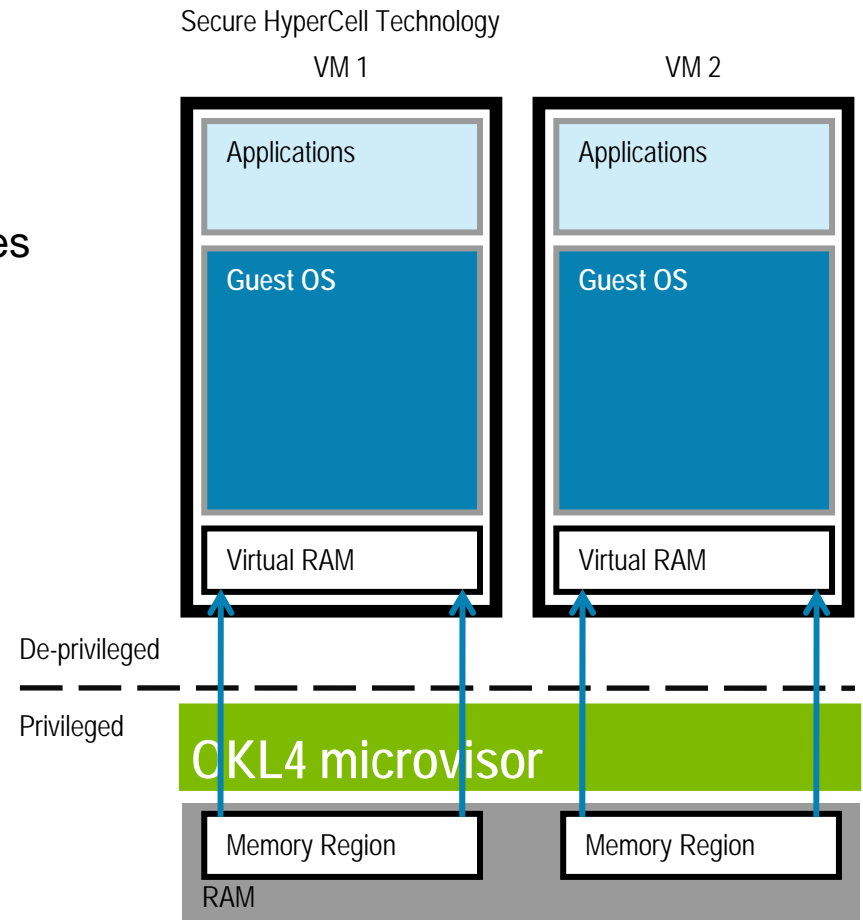 Secure HyperCell Technology
VM 1
VM 2
Applications
Applications
es
Guest OS
Guest OS
Virtual RAM
Virtual RAM
De-privileged
Privileged
OKL4 microvisor
Memory Region
Memory Region
RAM